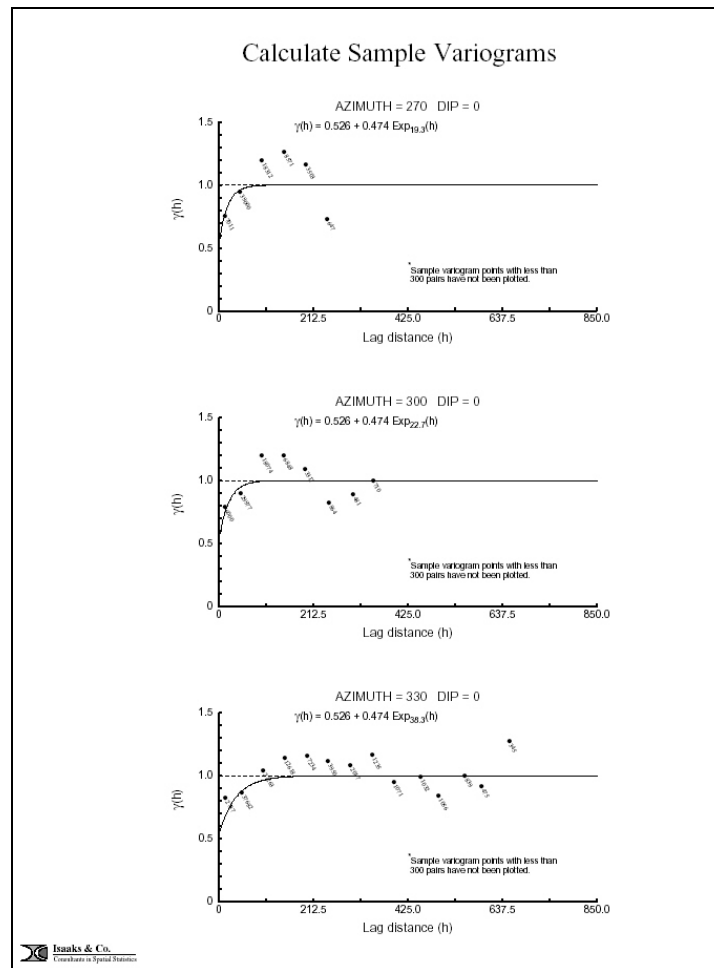 Calculate Sample Variograms
AZIMUTH = 270 DIP = 0
γ(h) = 0.526 + 0.474 Exp19.3(h)
1.5
1.0
0.5
0
γ(h)
*Sample variogram points with less than
300 pairs have not been plotted.
0 212.5 425.0 637.5 850.0
Lag distance (h)
AZIMUTH = 300 DIP = 0
γ(h) = 0.526 + 0.474 Exp22.7(h)
1.5
1.0
0.5
0
γ(h)
*Sample variogram points with less than
300 pairs have not been plotted.
0 212.5 425.0 637.5 850.0
Lag distance (h)
AZIMUTH = 330 DIP = 0
γ(h) = 0.526 + 0.474 Exp38.3(h)
1.5
1.0
0.5
0
γ(h)
*Sample variogram points with less than
300 pairs have not been plotted.
0 212.5 425.0 637.5 850.0
Lag distance (h)
Isaaks & Co.
Consultants in Spatial Statistics